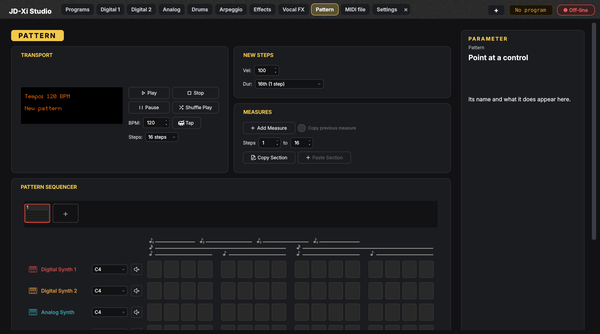 JD-Xi Studio Programs Digital 1 Digital 2 Analog Drums Arpeggio Effects Vocal FX Pattern MIDI file Settings × + No program Off-line
PATTERN
TRANSPORT
Tempo: 120 BPM
New pattern
Play Stop
Pause Shuffle Play
BPM: 120 Tap
Steps: 16 steps
NEW STEPS
Vel: 100
Dur: 16th (1 step)
MEASURES
+ Add Measure Copy previous measure
Steps 1 to 16
Copy Section + Paste Section
PARAMETER
Pattern
Point at a control
Its name and what it does appear here.
PATTERN SEQUENCER
1 +
Digital Synth 1 C4
Digital Synth 2 C4
Analog Synth C4